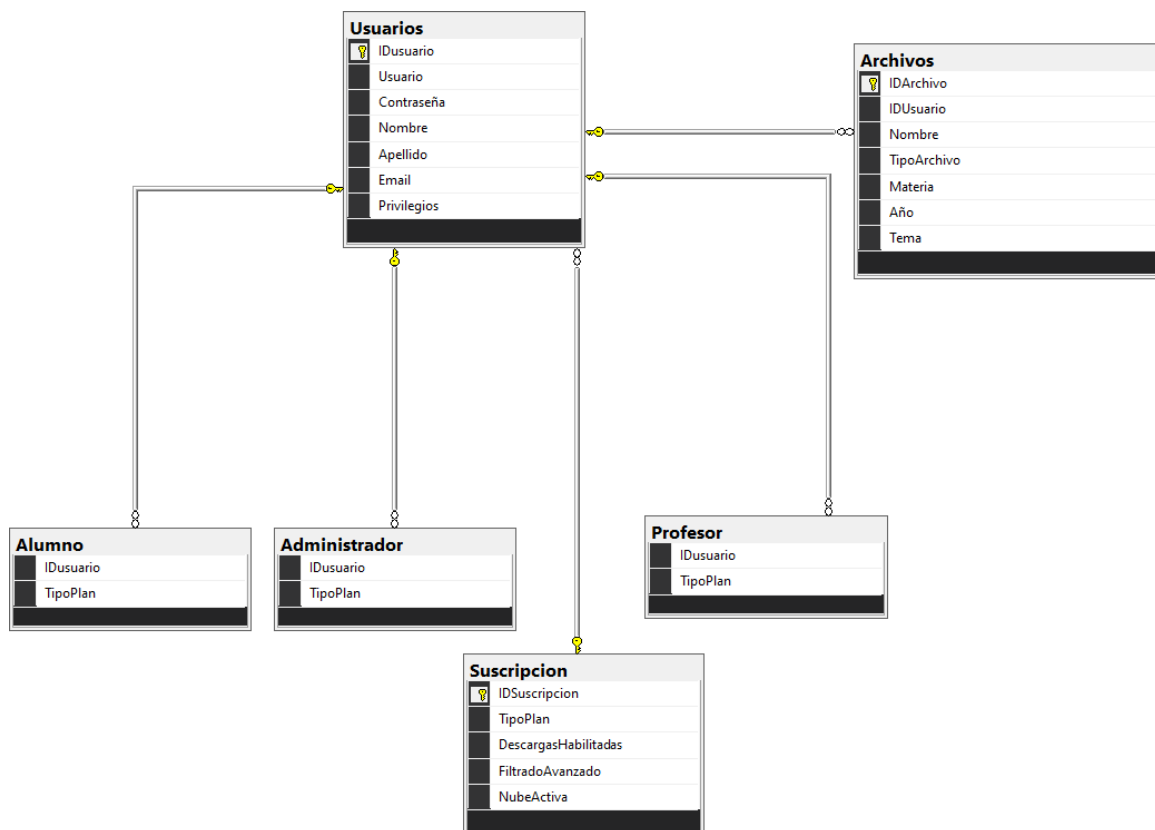 Usuarios
IDusuario
Usuario
Contraseña
Nombre
Apellido
Email
Privilegios
Archivos
IDArchivo
IDUsuario
Nombre
TipoArchivo
Materia
Año
Tema
Alumno
IDusuario
TipoPlan
Administrador
IDusuario
TipoPlan
Profesor
IDusuario
TipoPlan
Suscripcion
IDSuscripcion
TipoPlan
DescargasHabilitadas
FiltradoAvanzado
NubeActiva